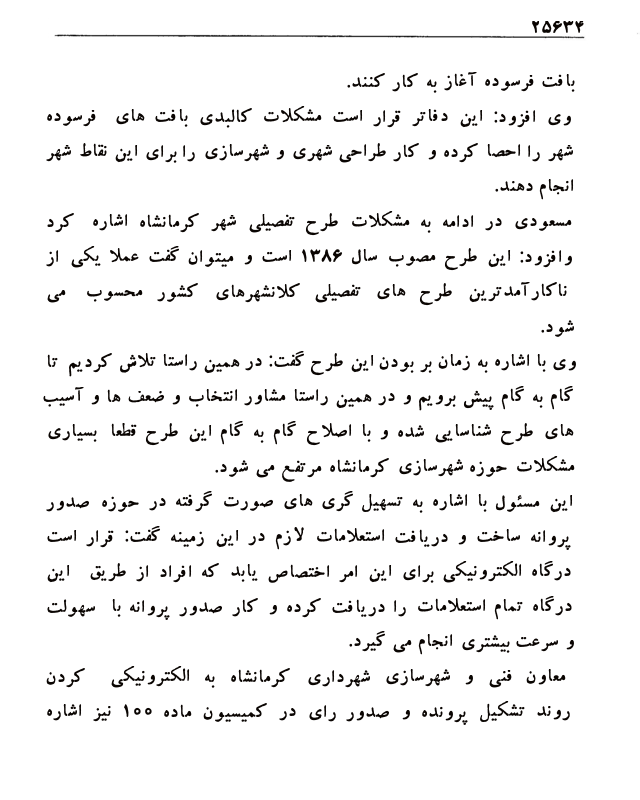 ۲۵۶۳۴
بافت فرسوده آغاز به کار کنند.
وی افزود: این دفاتر قرار است مشکلات کالبدی بافت های فرسوده
شهر را احصا کرده و کار طراحی شهری و شهرسازی را برای این نقاط شهر
انجام دهند.
مسعودی در ادامه به مشکلات طرح تفصیلی شهر کرمانشاه اشاره کرد
وافزود: این طرح مصوب سال ۱۳۸۶ است و میتوان گفت عملا یکی از
ناکارآمدترین طرح های تفصیلی کلانشهرهای کشور محسوب می
شود.
وی با اشاره به زمان بر بودن این طرح گفت: در همین راستا تلاش کردیم تا
گام به گام پیش برویم و در همین راستا مشاور انتخاب و ضعف ها و آسیب
های طرح شناسایی شده و با اصلاح گام به گام این طرح قطعا بسیاری
مشکلات حوزه شهرسازی کرمانشاه مرتفع می شود.
این مسئول با اشاره به تسهیل گری های صورت گرفته در حوزه صدور
پروانه ساخت و دریافت استعلامات لازم در این زمینه گفت: قرار است
درگاه الکترونیکی برای این امر اختصاص یابد که افراد از طریق این
درگاه تمام استعلامات را دریافت کرده و کار صدور پروانه با سهولت
و سرعت بیشتری انجام می گیرد.
معاون فنی و شهرسازی شهرداری کرمانشاه به الکترونیکی کردن
روند تشکیل پرونده و صدور رای در کمیسیون ماده ۱۰۰ نیز اشاره